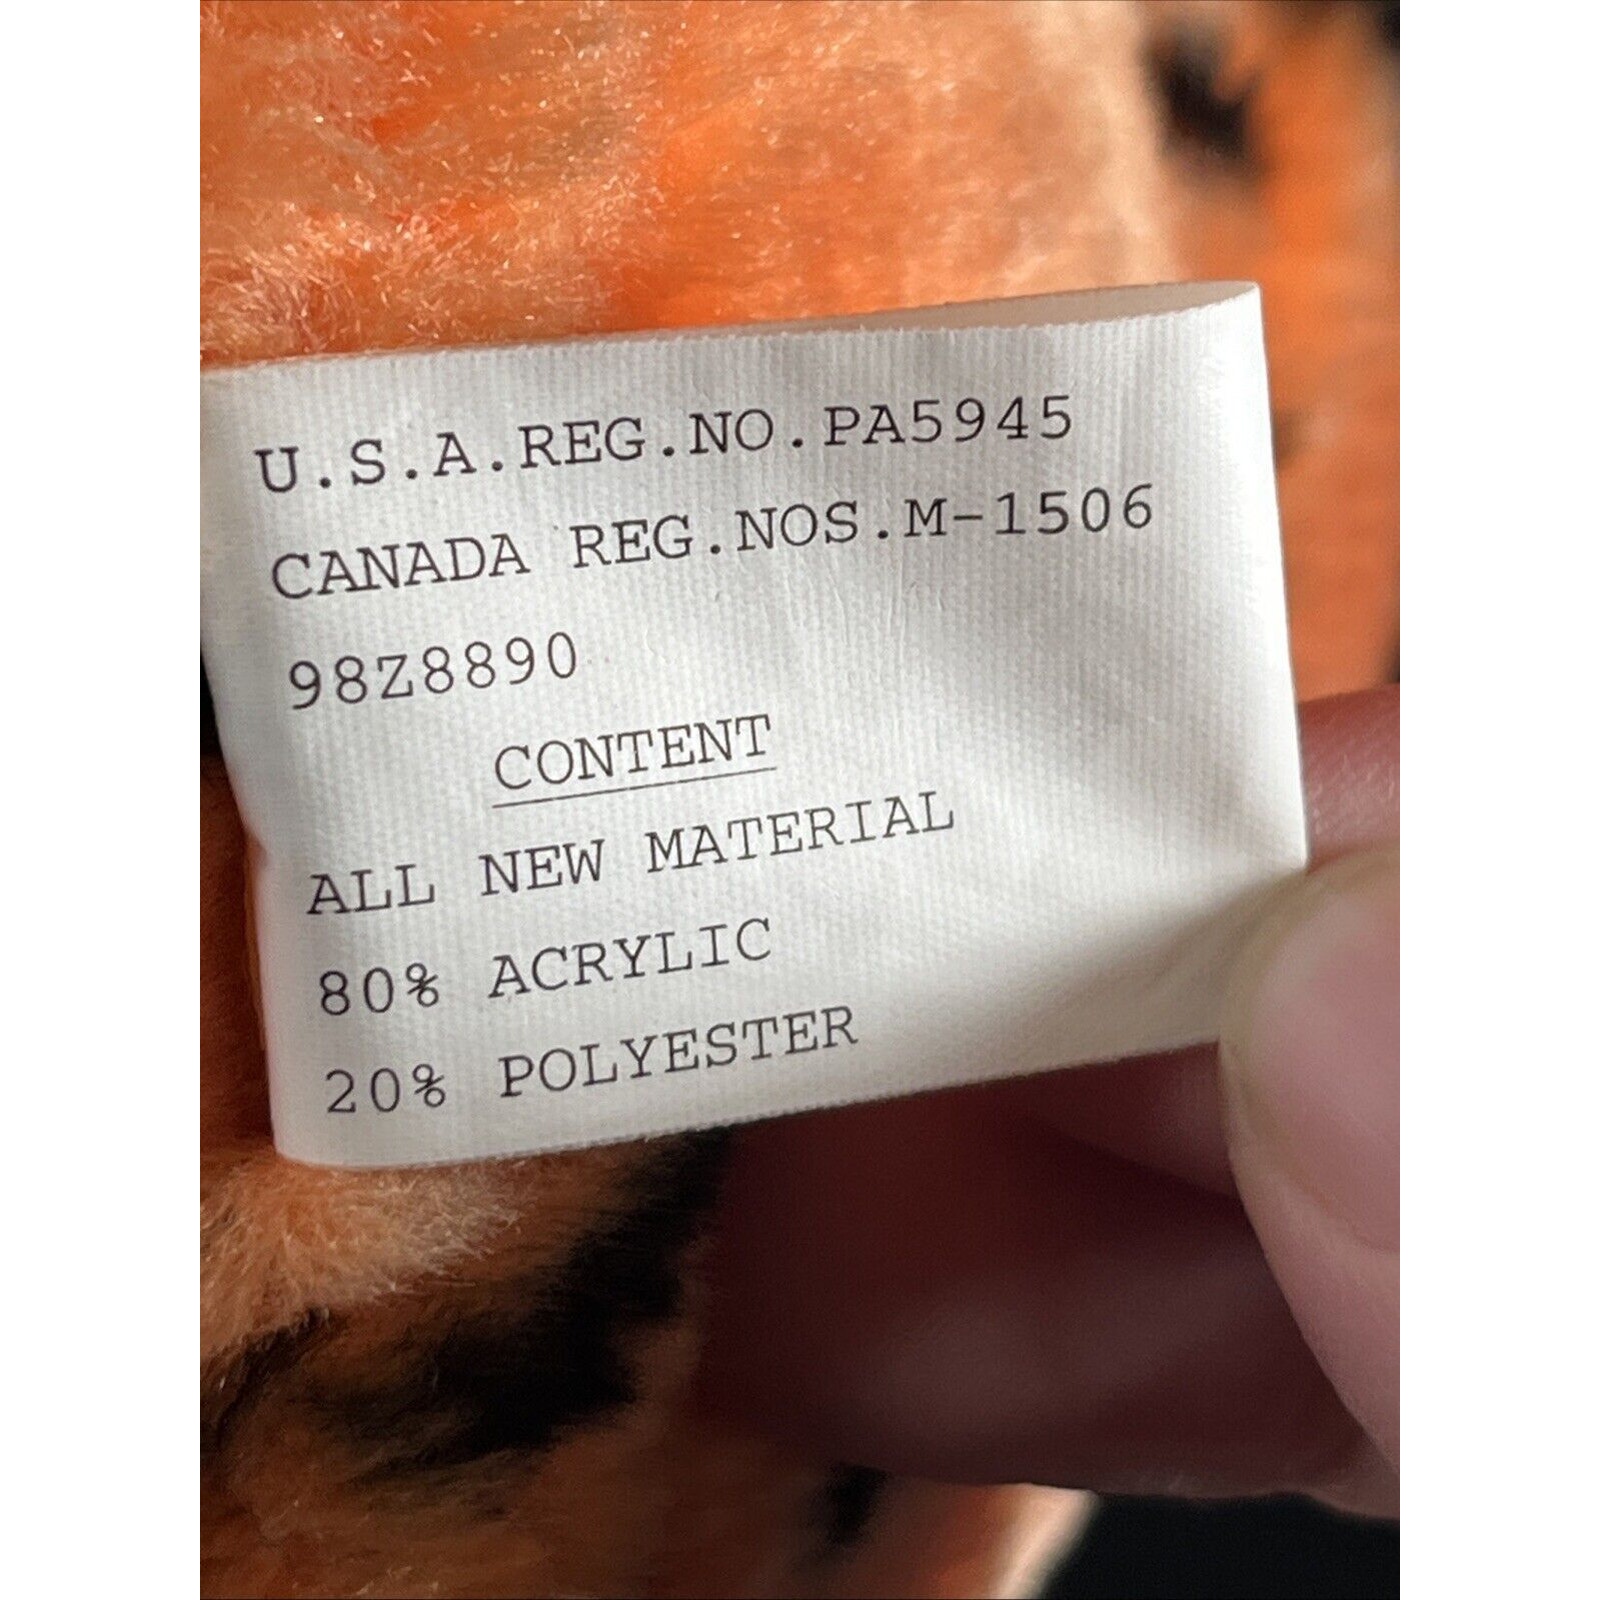 U.S.A.REG.NO.PA5945
CANADA REG.NOS.M-1506
98Z8890
CONTENT
ALL NEW MATERIAL
80% ACRYLIC
20% POLYESTER